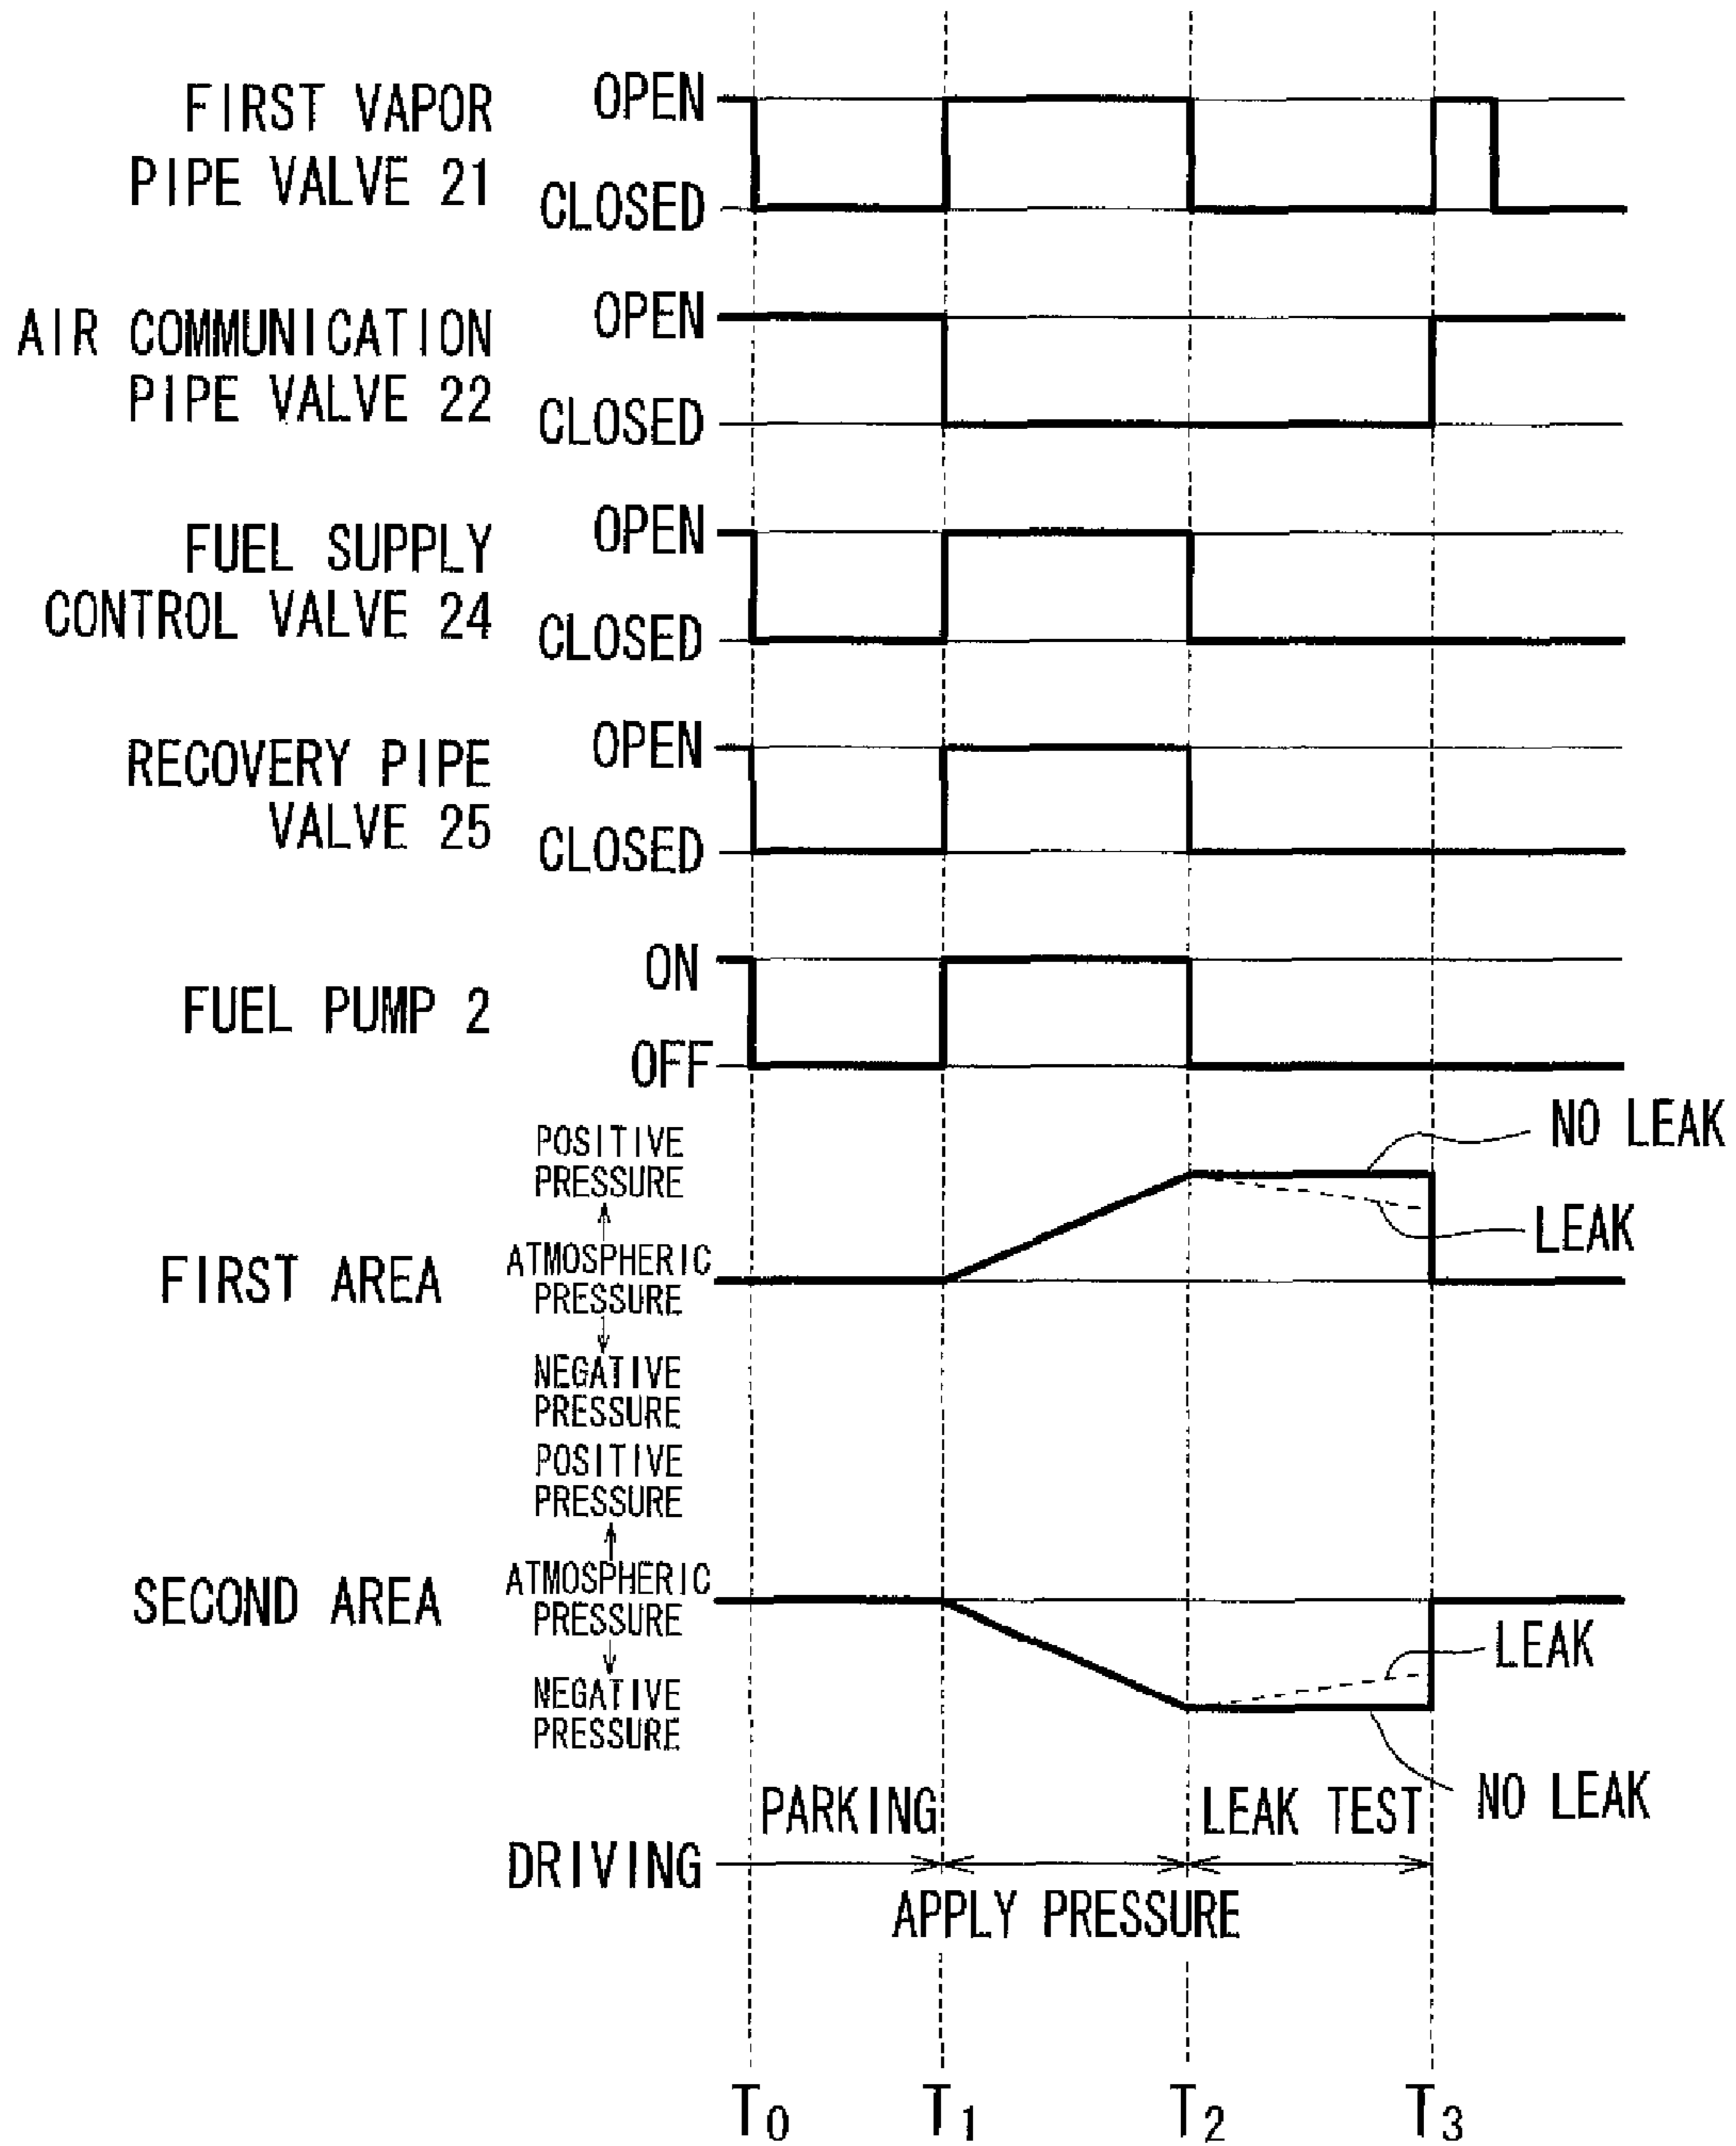 FIRST VAPOR
PIPE VALVE 21
OPEN
CLOSED
AIR COMMUNICATION
PIPE VALVE 22
OPEN
CLOSED
FUEL SUPPLY
CONTROL VALVE 24
OPEN
CLOSED
RECOVERY PIPE
VALVE 25
OPEN
CLOSED
FUEL PUMP 2
ON
OFF
FIRST AREA
POSITIVE
PRESSURE
ATMOSPHERIC
PRESSURE
NEGATIVE
PRESSURE
NO LEAK
LEAK
SECOND AREA
POSITIVE
PRESSURE
ATMOSPHERIC
PRESSURE
NEGATIVE
PRESSURE
LEAK
NO LEAK
PARKING
LEAK TEST
DRIVING
APPLY PRESSURE
T0 T1 T2 T3